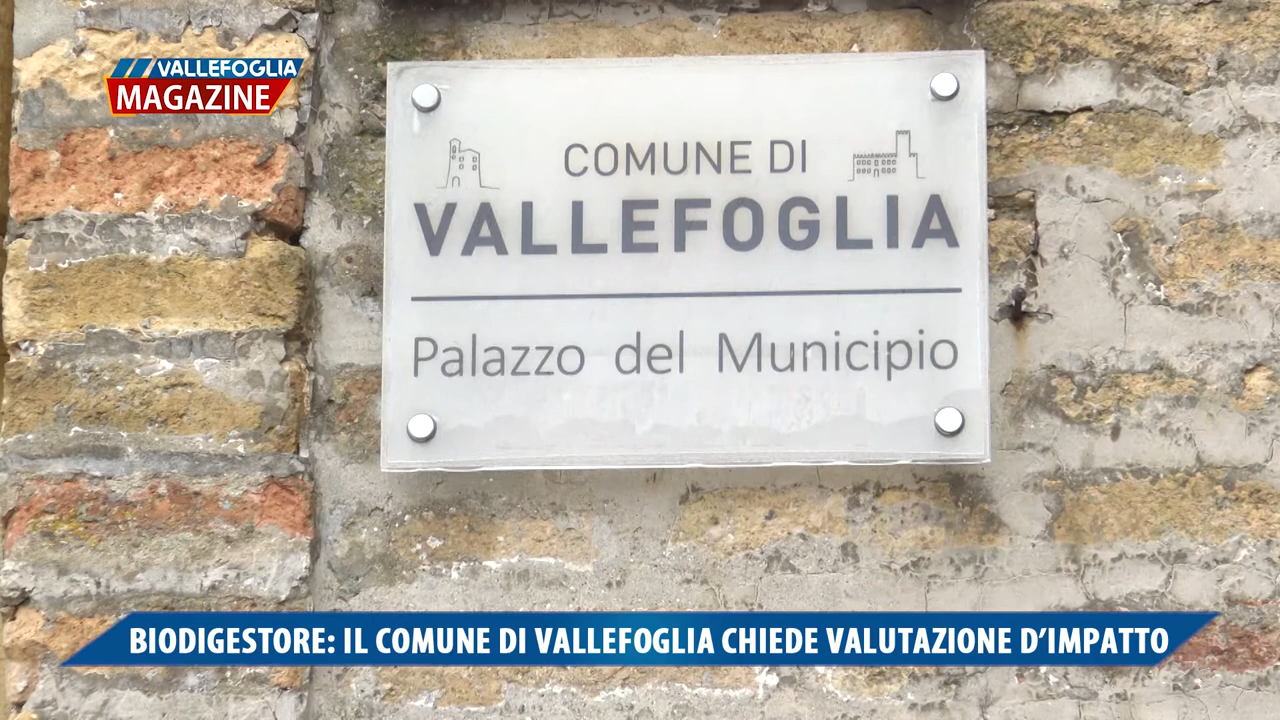 VALLEFOGLIA
MAGAZINE
COMUNE DI
VALLEFOGLIA
Palazzo del Municipio
BIODIGESTORE: IL COMUNE DI VALLEFOGLIA CHIEDE VALUTAZIONE D’IMPATTO